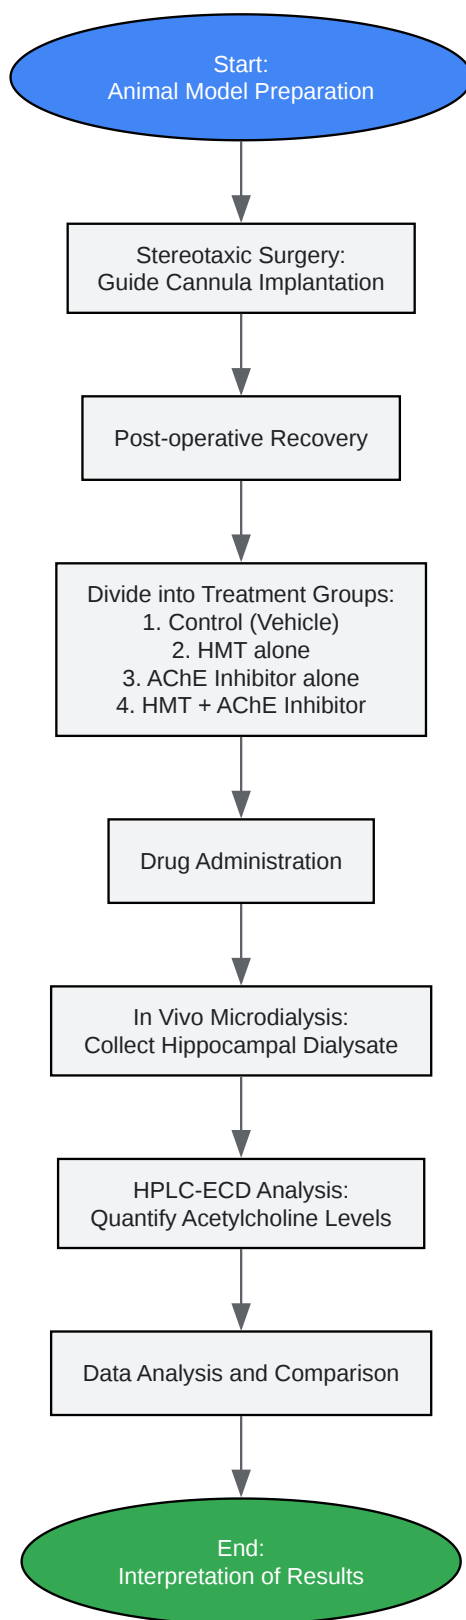 Start:
Animal Model Preparation
Stereotaxic Surgery:
Guide Cannula Implantation
Post-operative Recovery
Divide into Treatment Groups:
1. Control (Vehicle)
2. HMT alone
3. AChE Inhibitor alone
4. HMT + AChE Inhibitor
Drug Administration
In Vivo Microdialysis:
Collect Hippocampal Dialysate
HPLC-ECD Analysis:
Quantify Acetylcholine Levels
Data Analysis and Comparison
End:
Interpretation of Results